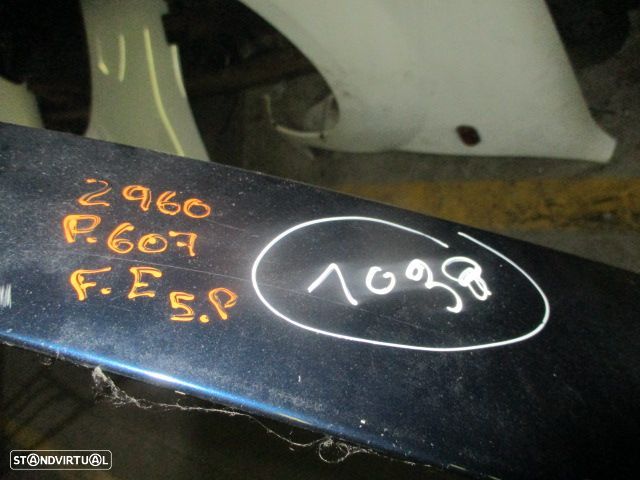 2960
P.607
F.E
5.P
1038
STANDVIRTUAL